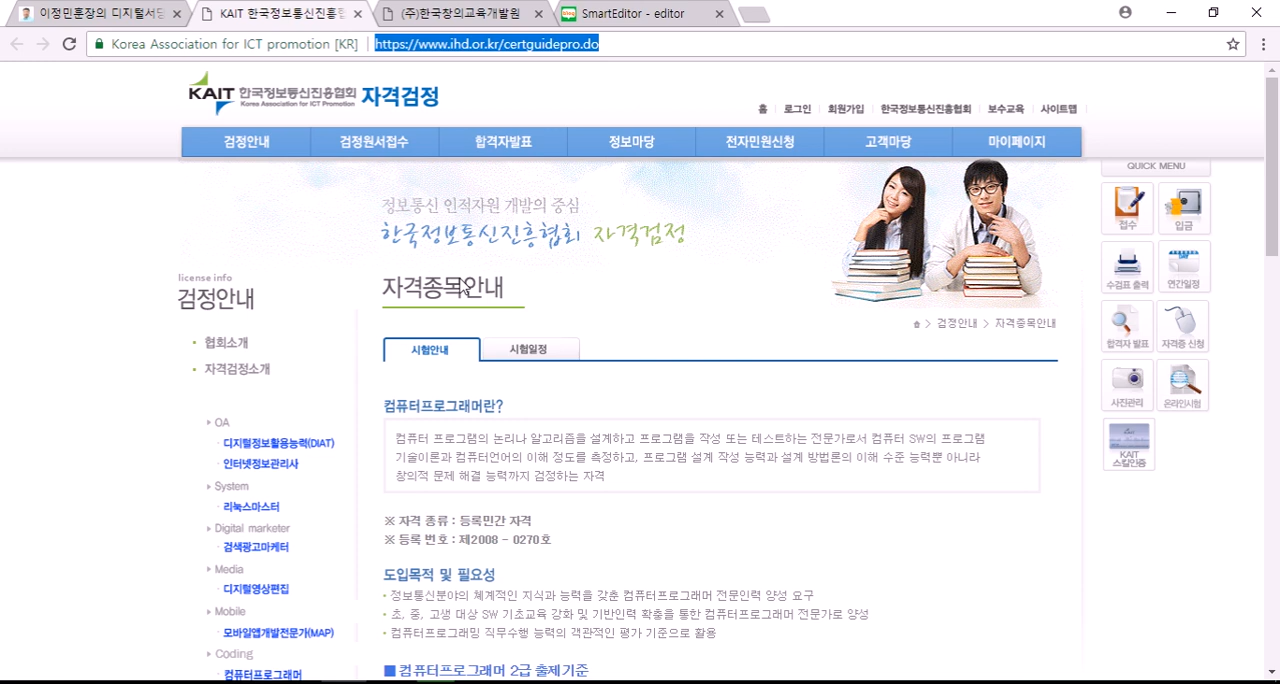 이정민훈장의 디지털서당
KAIT 한국정보통신진흥협
(주)한국창의교육개발원
SmartEditor - editor
Korea Association for ICT promotion [KR]
https://www.ihd.or.kr/certguidepro.do
KAIT 한국정보통신진흥협회 자격검정
Korea Association for ICT Promotion
홈 로그인 회원가입 한국정보통신진흥협회 보수교육 사이트맵
검정안내 검정원서접수 합격자발표 정보마당 전자민원신청 고객마당 마이페이지
정보통신 인적자원 개발의 중심
한국정보통신진흥협회 자격검정
QUICK MENU
접수 입금
수검표 출력 연간일정
합격자 발표 자격증 신청
사진관리 온라인시험
KAIT
스킬인증
license info
검정안내
협회소개
자격검정소개
OA
디지털정보활용능력(DIAT)
인터넷정보관리사
System
리눅스마스터
Digital marketer
검색광고마케터
Media
디지털영상편집
Mobile
모바일앱개발전문가(MAP)
Coding
컴퓨터프로그래머
자격종목안내
검정안내 > 자격종목안내
시험안내 시험일정
컴퓨터프로그래머란?
컴퓨터 프로그램의 논리나 알고리즘을 설계하고 프로그램을 작성 또는 테스트하는 전문가로서 컴퓨터 SW의 프로그램
기술이론과 컴퓨터언어의 이해 정도를 측정하고, 프로그램 설계 작성 능력과 설계 방법론의 이해 수준 능력뿐 아니라
창의적 문제 해결 능력까지 검정하는 자격
※ 자격 종류 : 등록민간 자격
※ 등록 번호 : 제2008 - 0270호
도입목적 및 필요성
• 정보통신분야의 체계적인 지식과 능력을 갖춘 컴퓨터프로그래머 전문인력 양성 요구
• 초, 중, 고생 대상 SW 기초교육 강화 및 기반인력 확충을 통한 컴퓨터프로그래머 전문가로 양성
• 컴퓨터프로그래밍 직무수행 능력의 객관적인 평가 기준으로 활용
■ 컴퓨터프로그래머 2급 출제기준